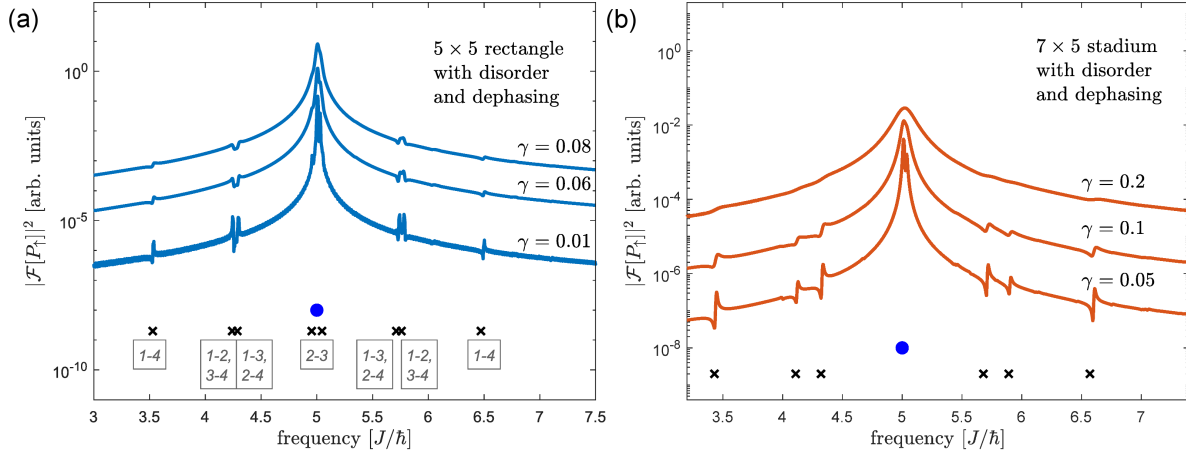 (a)
|𝓕[P↑]|² [arb. units]
10⁰
10⁻⁵
10⁻¹⁰
5 × 5 rectangle
with disorder
and dephasing
γ = 0.08
γ = 0.06
γ = 0.01
1-4
1-2,
3-4
1-3,
2-4
2-3
1-3,
2-4
1-2,
3-4
1-4
3 3.5 4 4.5 5 5.5 6 6.5 7 7.5
frequency [J/ℏ]
(b)
|𝓕[P↑]|² [arb. units]
10⁰
10⁻²
10⁻⁴
10⁻⁶
10⁻⁸
7 × 5 stadium
with disorder
and dephasing
γ = 0.2
γ = 0.1
γ = 0.05
3.5 4 4.5 5 5.5 6 6.5 7
frequency [J/ℏ]